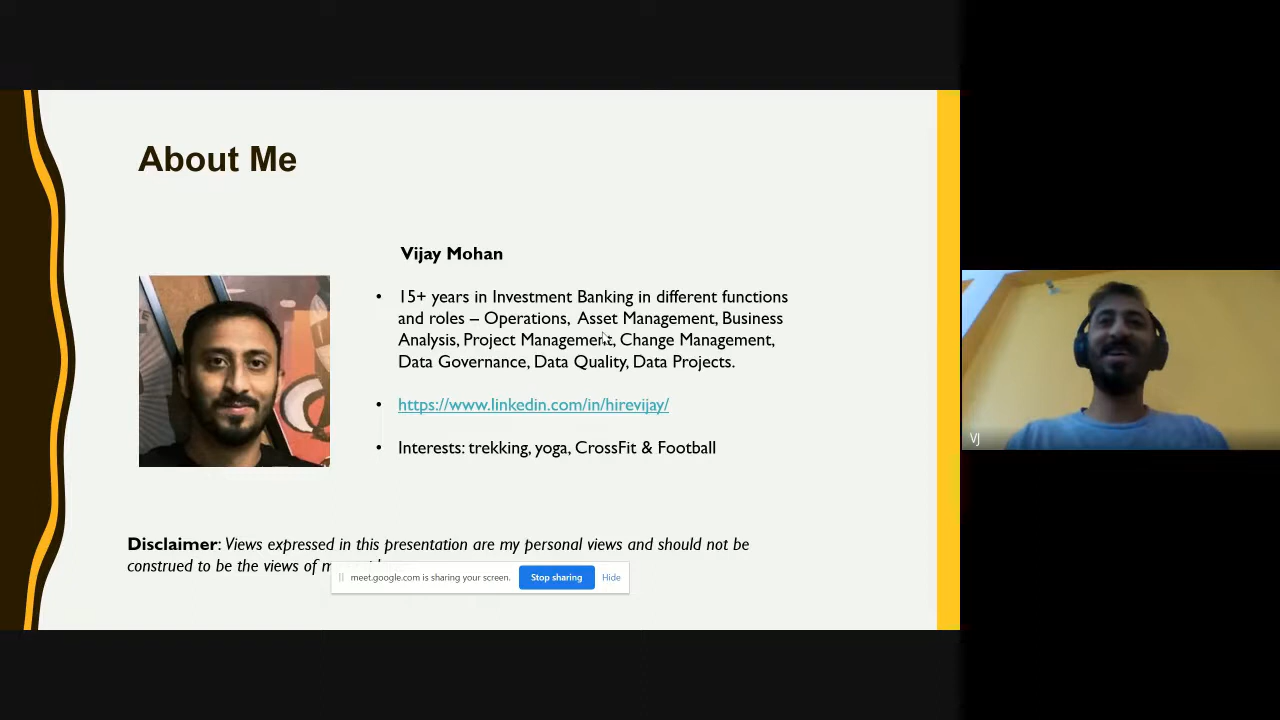 About Me
Vijay Mohan
• 15+ years in Investment Banking in different functions
and roles – Operations, Asset Management, Business
Analysis, Project Management, Change Management,
Data Governance, Data Quality, Data Projects.
• https://www.linkedin.com/in/hirevijay/
• Interests: trekking, yoga, CrossFit & Football
Disclaimer: Views expressed in this presentation are my personal views and should not be
construed to be the views of
meet.google.com is sharing your screen. Stop sharing Hide
VJ